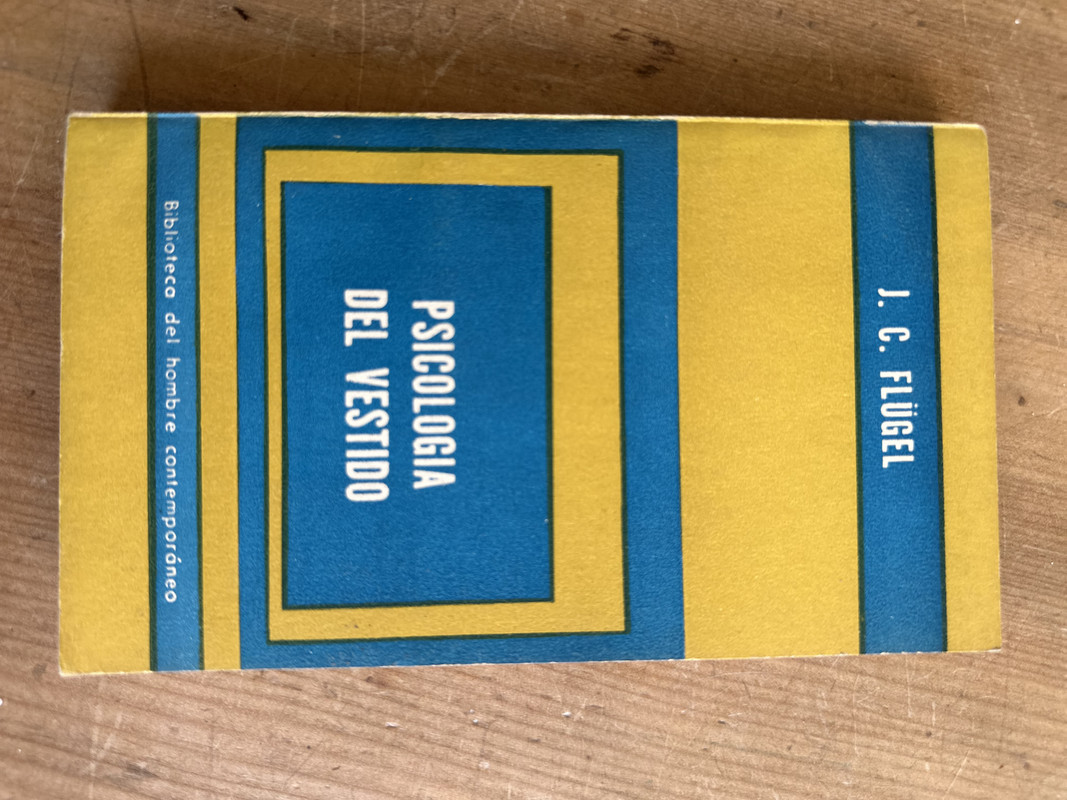 J. C. FLÜGEL
PSICOLOGIA
DEL VESTIDO
Biblioteca del hombre contemporáneo